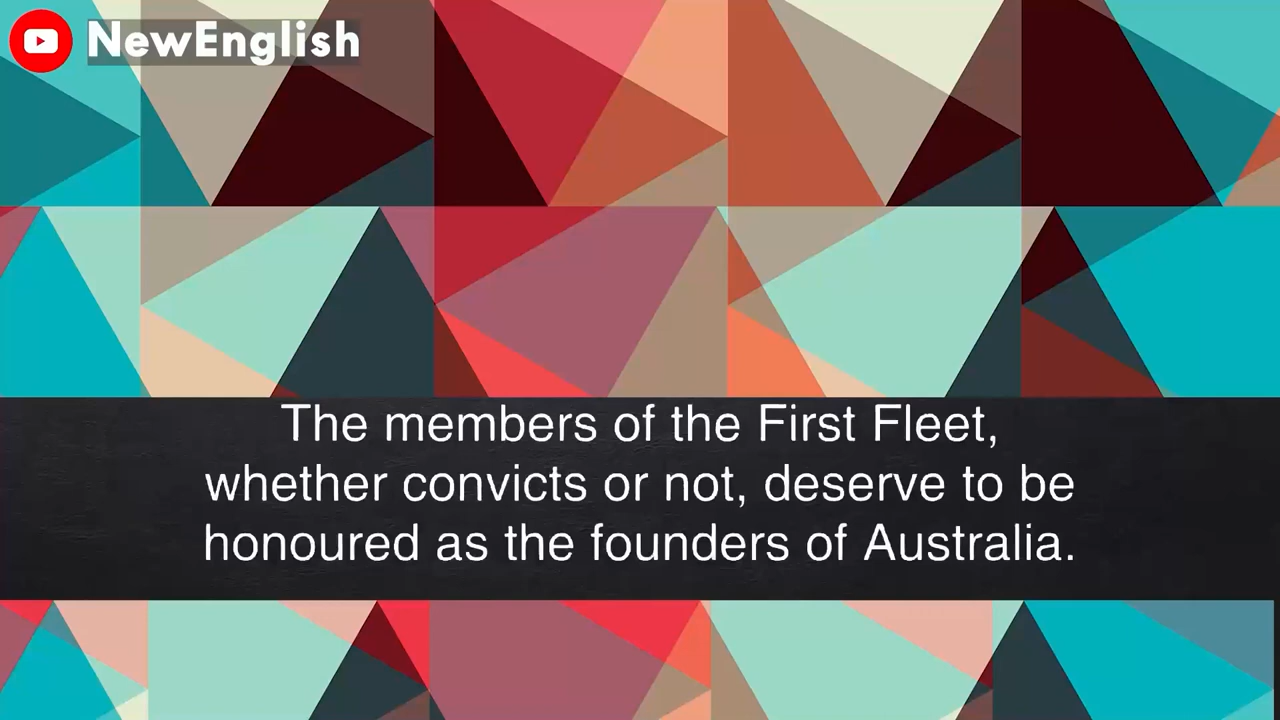 NewEnglish
The members of the First Fleet,
whether convicts or not, deserve to be
honoured as the founders of Australia.